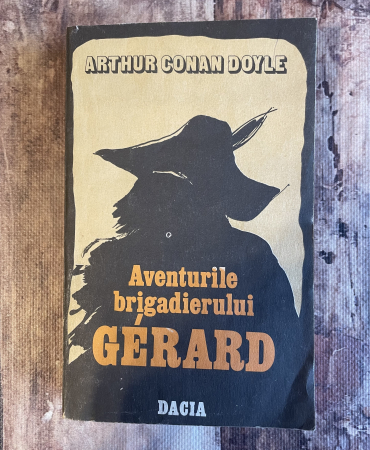 ARTHUR CONAN DOYLE
Aventurile
brigadierului
GÉRARD
DACIA